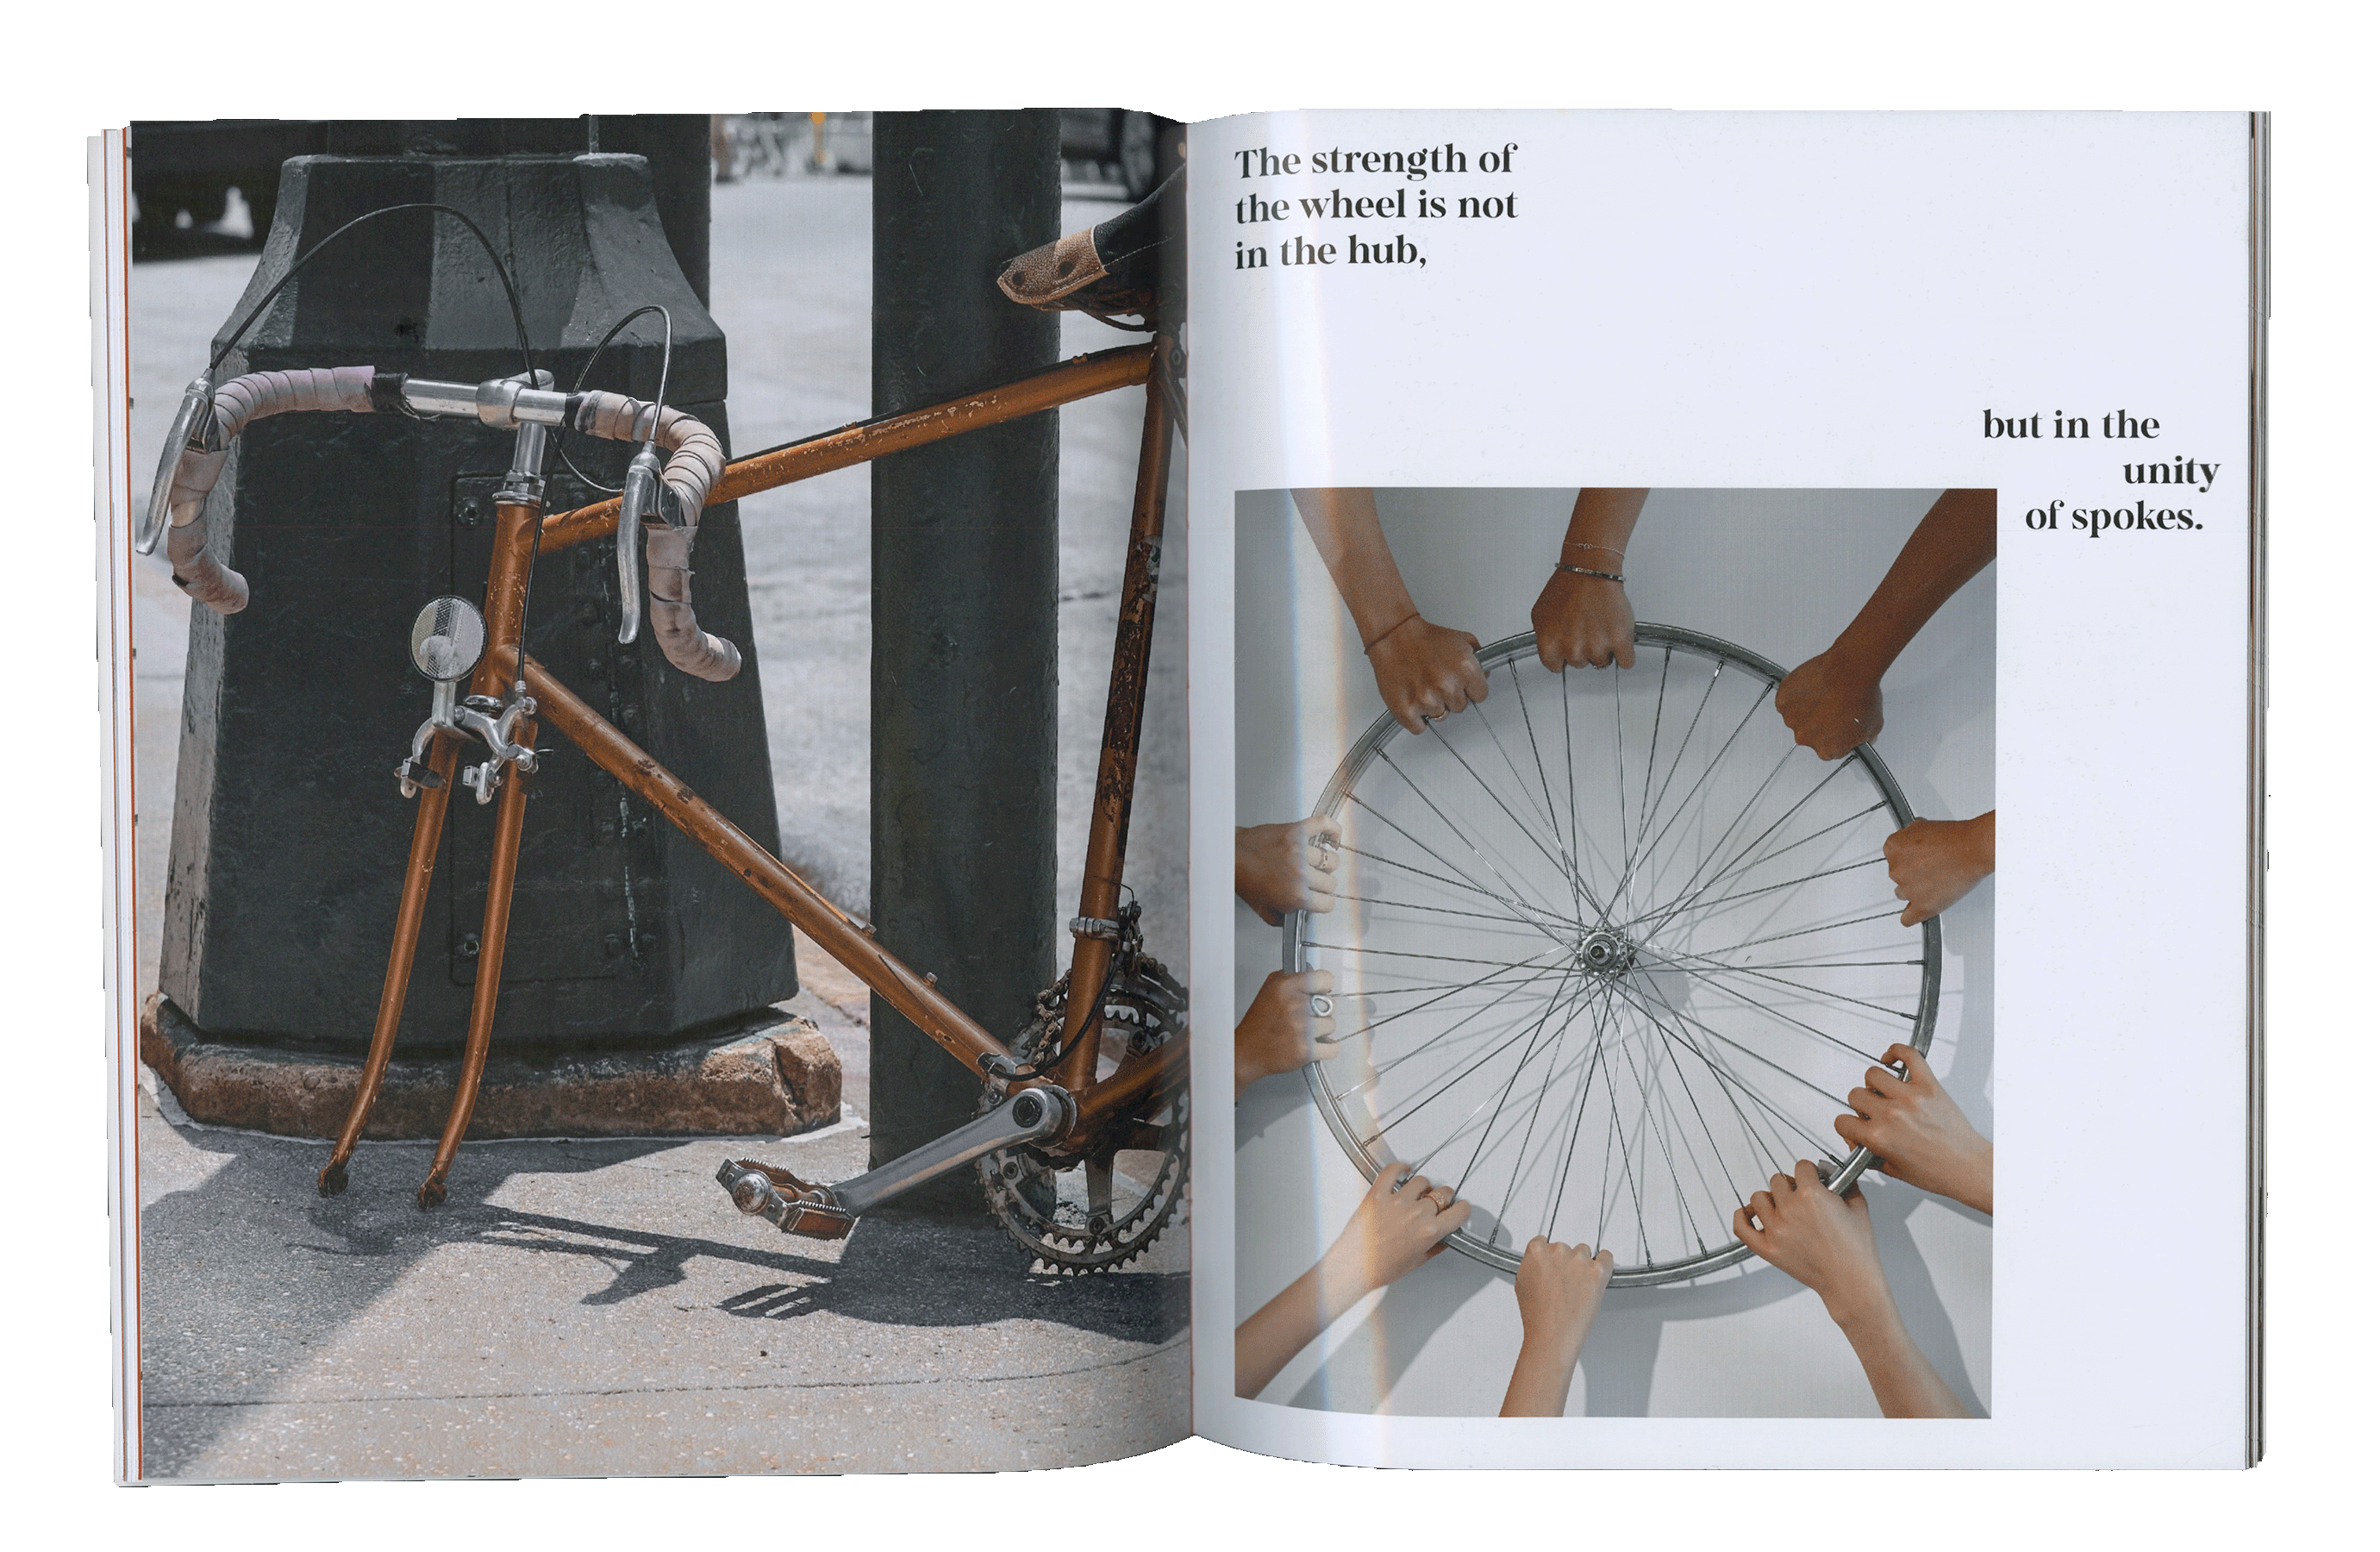 The strength of
the wheel is not
in the hub,
but in the
unity
of spokes.